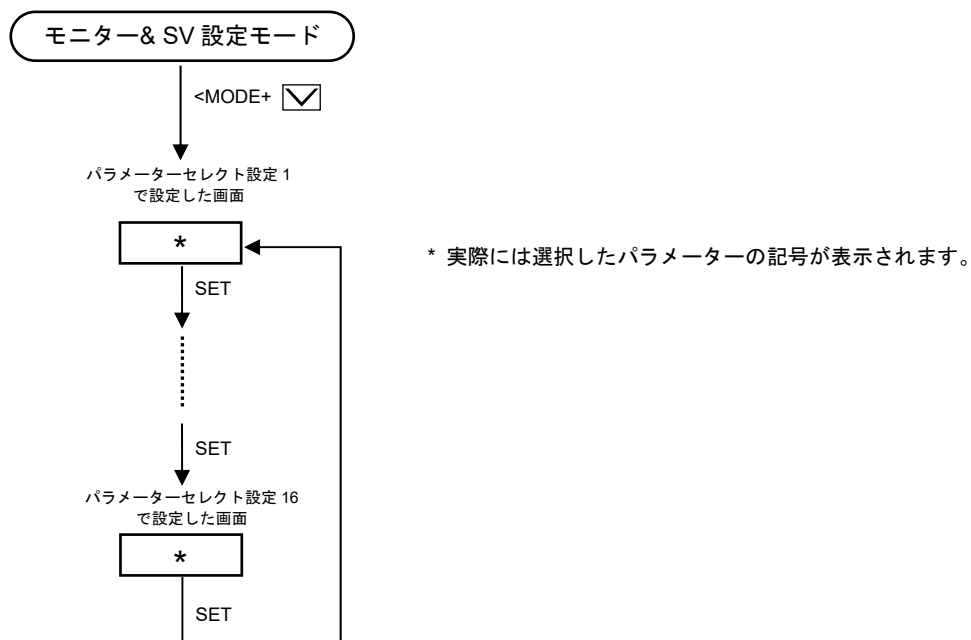 モニター& SV 設定モード
<MODE+
パラメーターセレクト設定 1
で設定した画面
*
* 実際には選択したパラメーターの記号が表示されます。
SET
SET
パラメーターセレクト設定 16
で設定した画面
*
SET